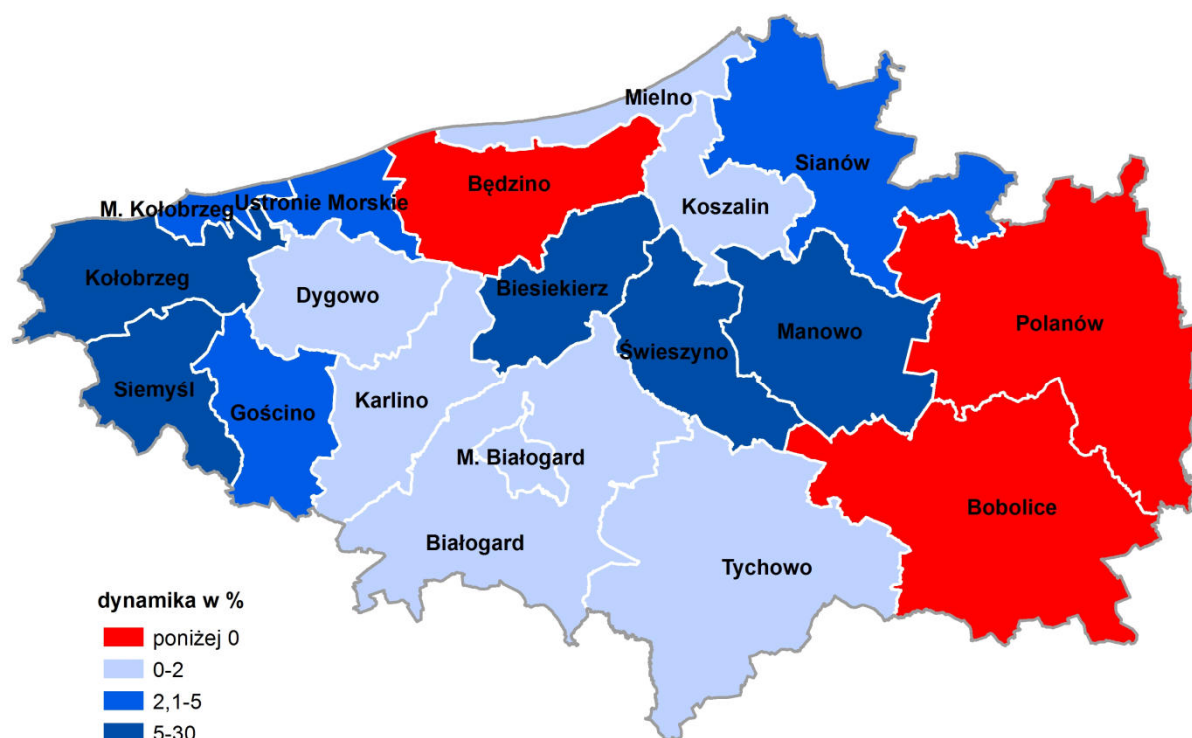 Mielno
Sianów
Będzino
Koszalin
M. Kołobrzeg
Ustronie Morskie
Kołobrzeg
Dygowo
Biesiekierz
Manowo
Polanów
Świeszyno
Siemyśl
Gościno
Karlino
M. Białogard
Bobolice
Białogard
Tychowo
dynamika w %
poniżej 0
0-2
2,1-5
5-30